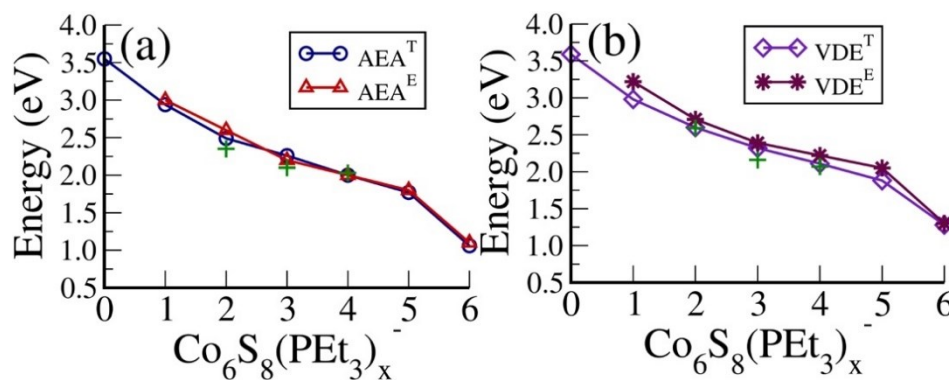 (a)
AEA^T
AEA^E
Energy (eV)
4.0
3.5
3.0
2.5
2.0
1.5
1.0
0.5
0 1 2 3 4 5 6
Co₆S₈(PEt₃)ₓ⁻
(b)
VDE^T
VDE^E
Energy (eV)
4.0
3.5
3.0
2.5
2.0
1.5
1.0
0.5
0 1 2 3 4 5 6
Co₆S₈(PEt₃)ₓ⁻